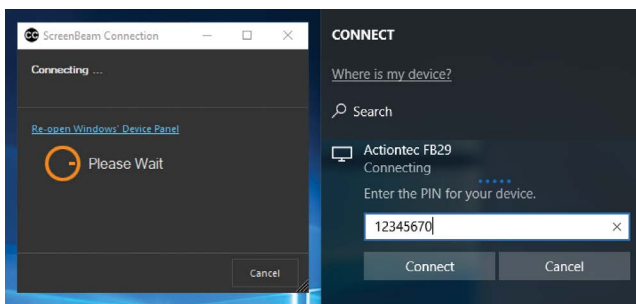 CC ScreenBeam Connection
Connecting ...
Re-open Windows' Device Panel
Please Wait
Cancel
CONNECT
Where is my device?
Search
Actiontec FB29
Connecting
Enter the PIN for your device.
12345670
Connect Cancel